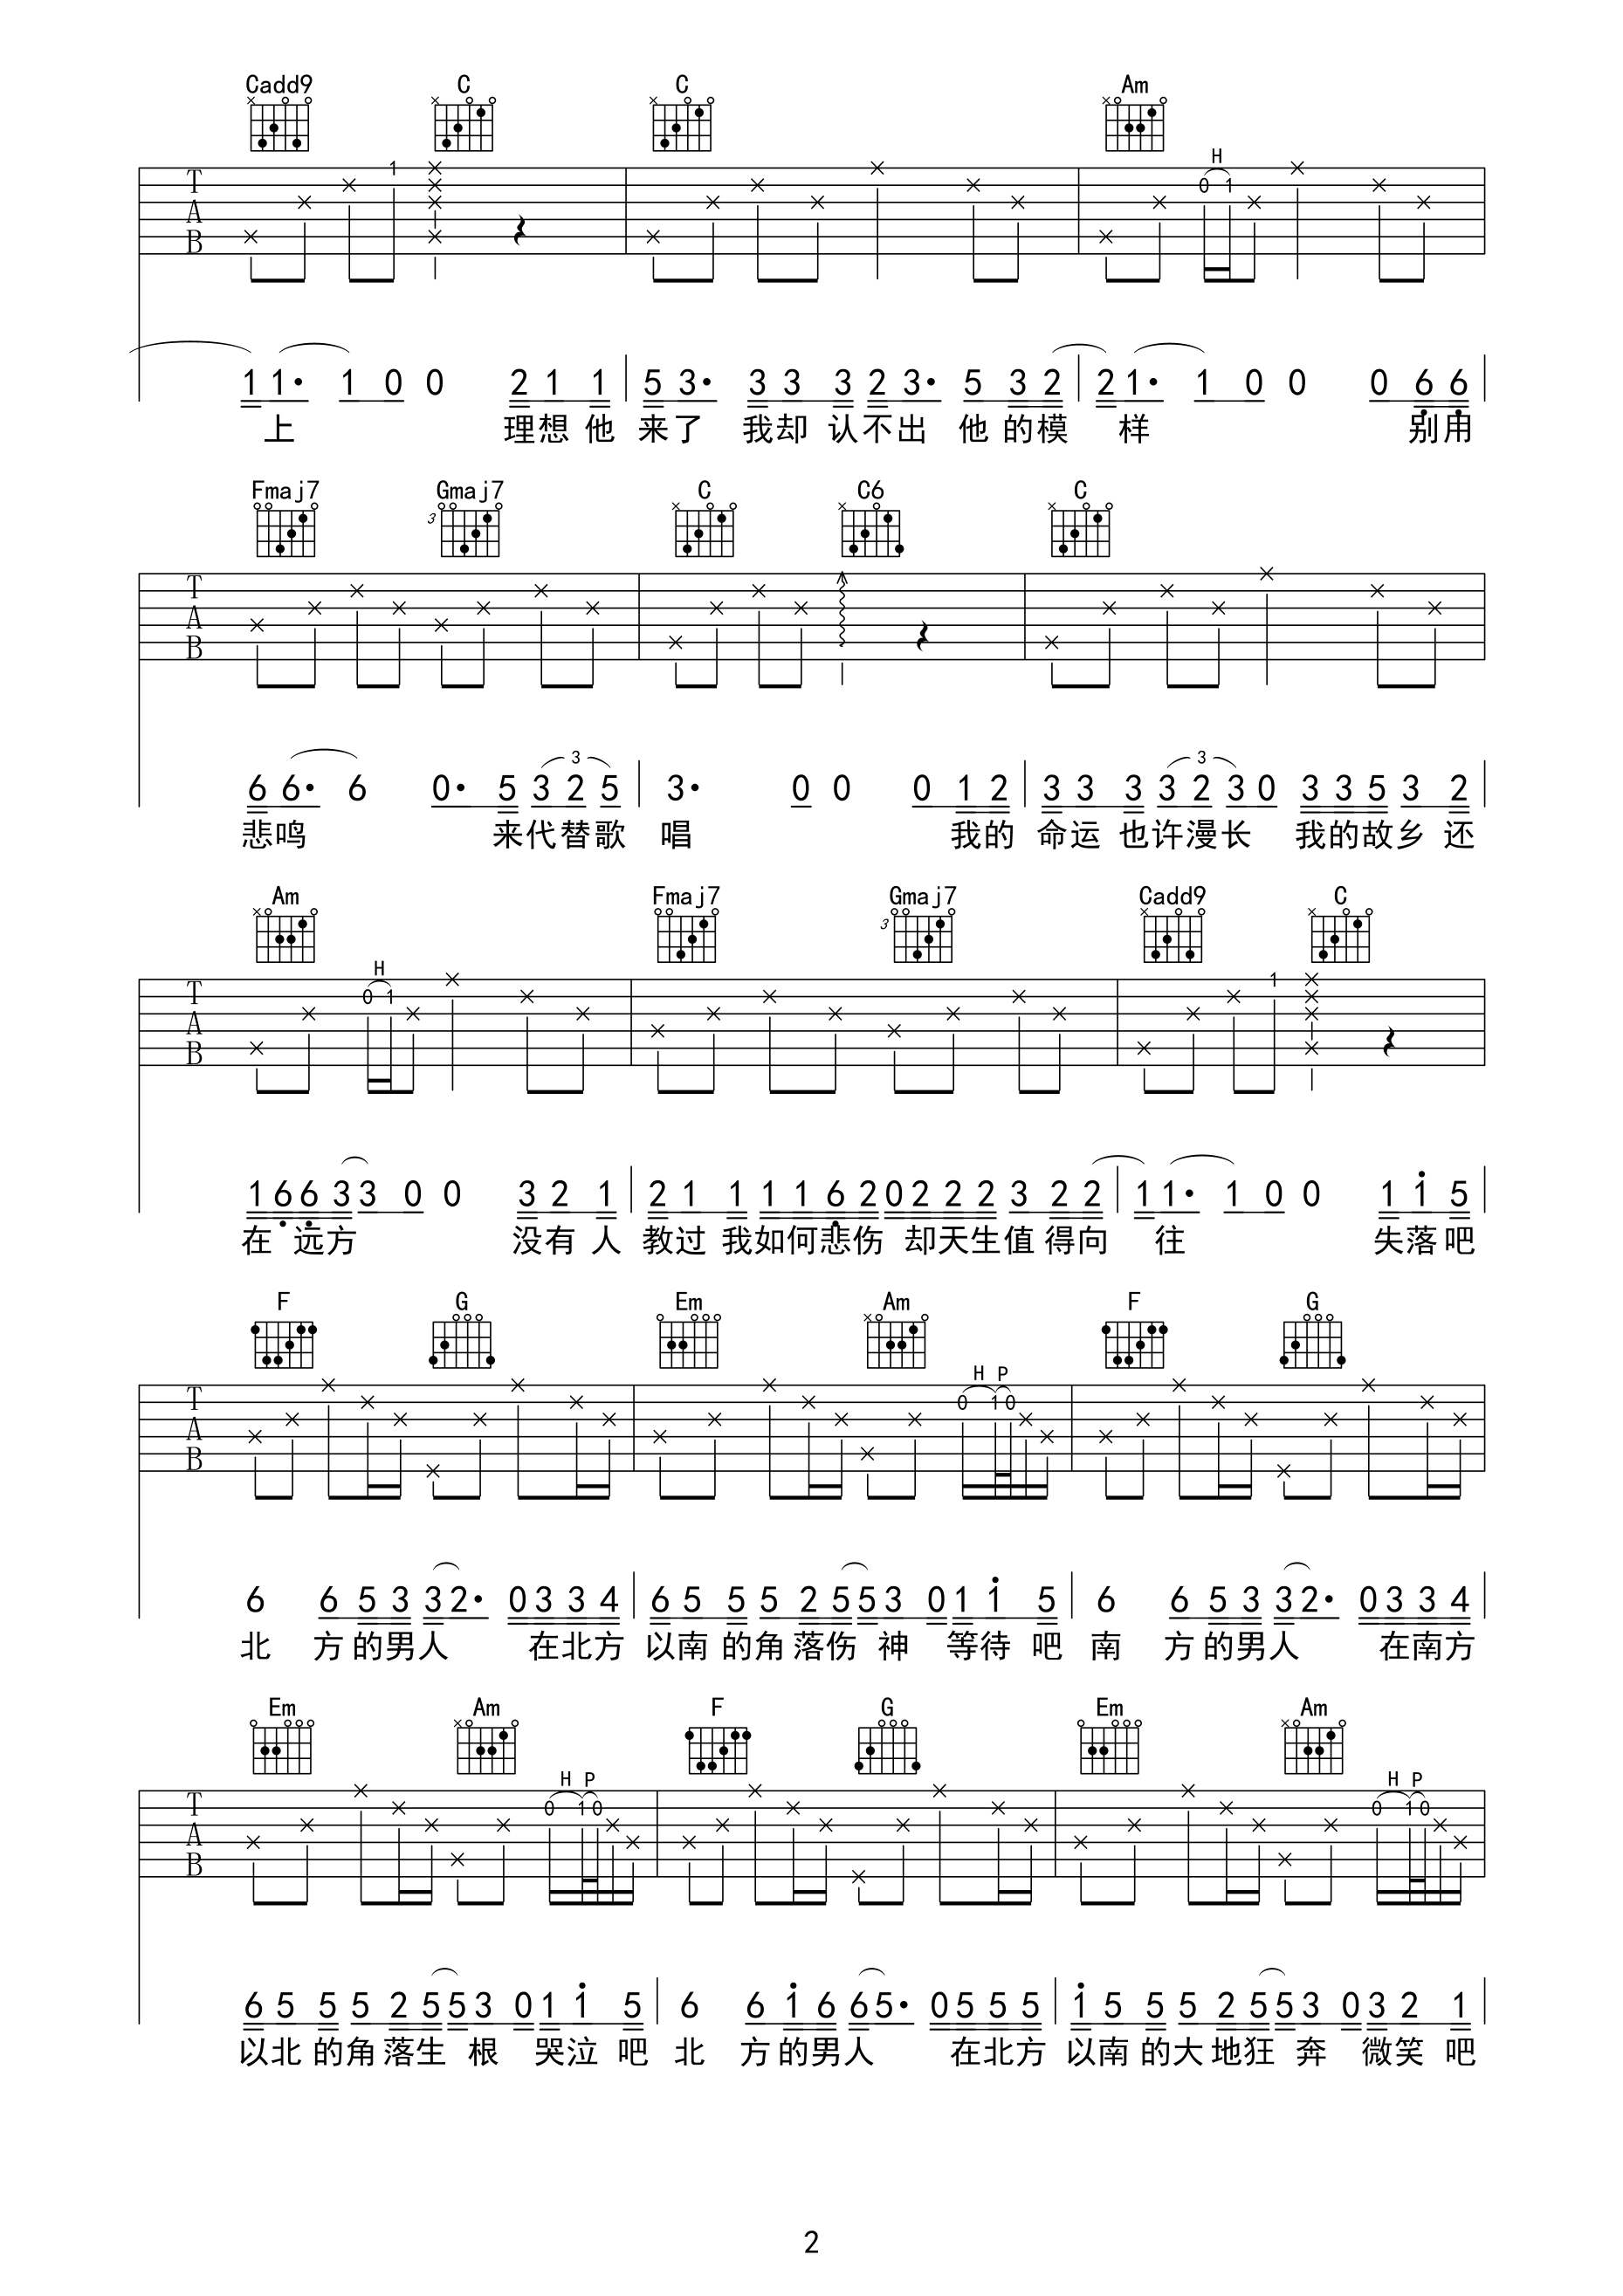 Cadd9 C C Am
H
1 0 1
T
A
B
1 1· 1 0 0 2 1 1 5 3· 3 3 3 2 3· 5 3 2 2 1· 1 0 0 0 6 6
上 理想 他 来了 我却 认不出 他 的模 样 别用
Fmaj7 Gmaj7 C C6 C
3
T
A
B
3 3
6 6· 6 0· 5 3 2 5 3· 0 0 0 1 2 3 3 3 3 2 3 0 3 3 5 3 2
悲鸣 来代替歌 唱 我的 命运 也许漫长 我的故乡 还
Am Fmaj7 Gmaj7 Cadd9 C
3
H
0 1 1
T
A
B
1 6 6 3 3 0 0 3 2 1 2 1 1 1 1 6 2 0 2 2 2 3 2 2 1 1· 1 0 0 1 i 5
在 远方 没有 人 教过 我如何悲伤 却天生值 得向 往 失落吧
F G Em Am F G
H P
0 1 0
T
A
B
6 6 5 3 3 2· 0 3 3 4 6 5 5 5 2 5 5 3 0 1 i 5 6 6 5 3 3 2· 0 3 3 4
北 方的男人 在北方 以南 的角 落伤 神 等待 吧 南 方的男人 在南方
Em Am F G Em Am
H P H P
0 1 0 0 1 0
T
A
B
6 5 5 5 2 5 5 3 0 1 i 5 6 6 i 6 6 5· 0 5 5 5 i 5 5 5 2 5 5 3 0 3 2 1
以北 的角 落生 根 哭泣 吧 北 方的男人 在北方 以南 的大 地狂 奔 微笑 吧
2